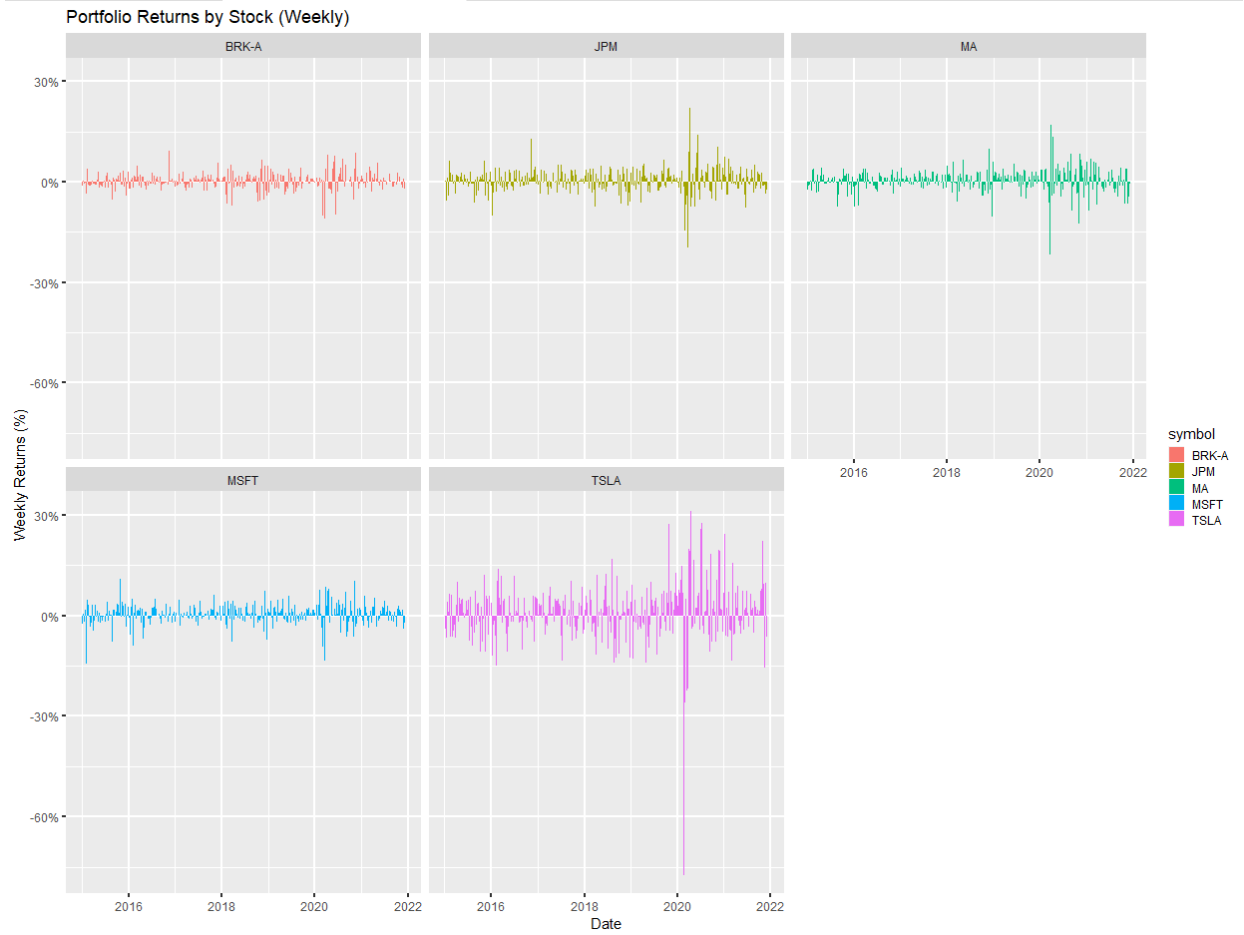 Portfolio Returns by Stock (Weekly)
BRK-A
JPM
MA
30%
0%
-30%
-60%
2016
2018
2020
2022
MSFT
TSLA
30%
0%
-30%
-60%
2016
2018
2020
2022
2016
2018
2020
2022
Date
Weekly Returns (%)
symbol
BRK-A
JPM
MA
MSFT
TSLA